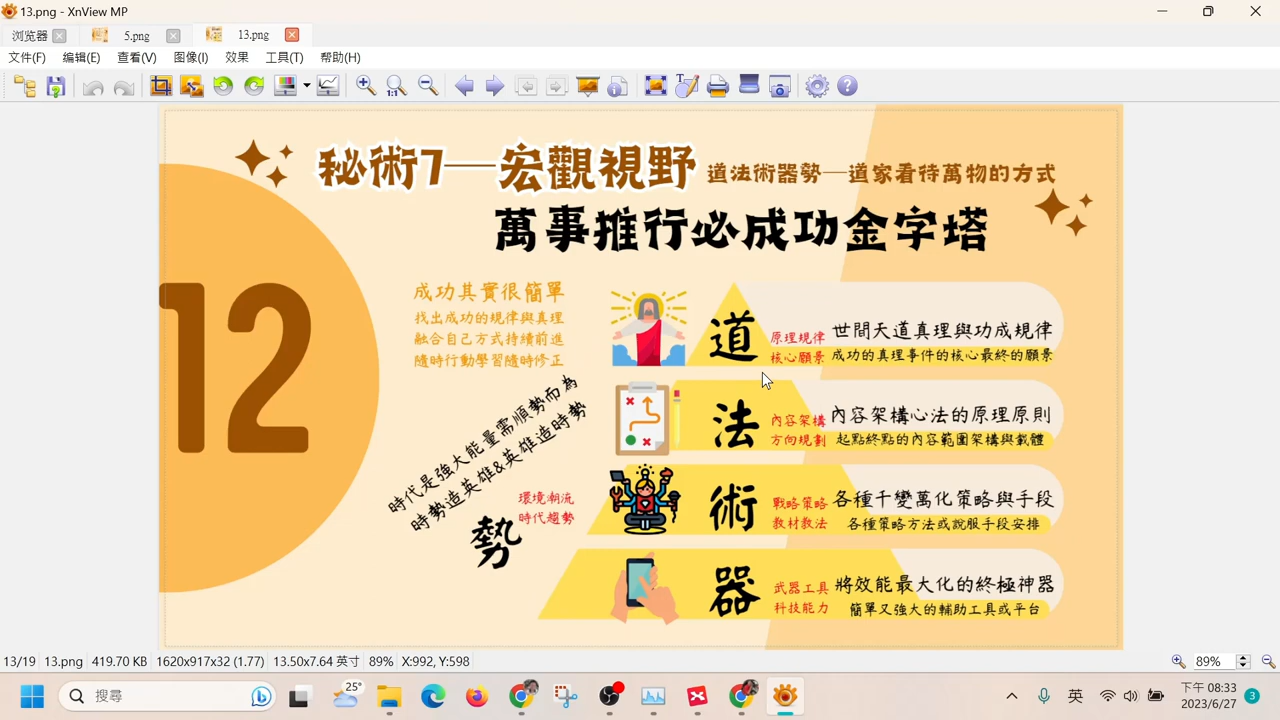 13.png - XnView MP
浏览器
5.png
13.png
文件(F)
编辑(E)
查看(V)
图像(I)
效果
工具(T)
帮助(H)
秘術7—宏觀視野
道法術器勢—道家看待萬物的方式
萬事推行必成功金字塔
12
成功其實很簡單
找出成功的規律與真理
融合自己方式持續前進
隨時行動學習隨時修正
時代是強大能量需順勢而為
時勢造英雄&英雄造時勢
勢
環境潮流
時代趨勢
道
原理規律
核心願景
世間天道真理與功成規律
成功的真理事件的核心最終的願景
法
內容架構
方向規劃
內容架構心法的原理原則
起點終點的內容範圍架構與載體
術
戰略策略
教材教法
各種千變萬化策略與手段
各種策略方法或說服手段安排
器
武器工具
科技能力
將效能最大化的終極神器
簡單又強大的輔助工具或平台
13/19
13.png
419.70 KB
1620x917x32 (1.77)
13.50x7.64 英寸
89%
X:992, Y:598
89%
搜尋
25°
英
下午 08:33
2023/6/27
3